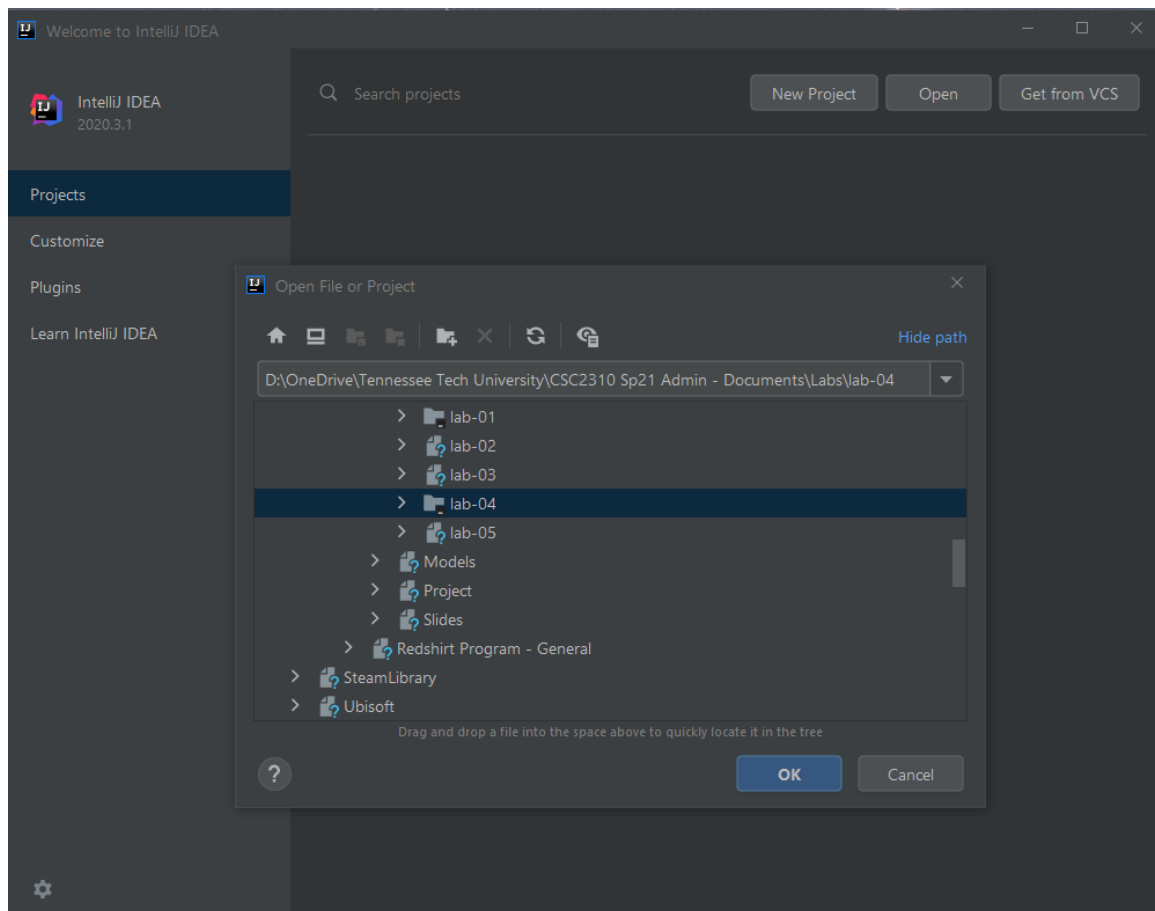 Welcome to IntelliJ IDEA
IntelliJ IDEA
2020.3.1
Search projects
New Project
Open
Get from VCS
Projects
Customize
Plugins
Learn IntelliJ IDEA
Open File or Project
Hide path
D:\OneDrive\Tennessee Tech University\CSC2310 Sp21 Admin - Documents\Labs\lab-04
lab-01
lab-02
lab-03
lab-04
lab-05
Models
Project
Slides
Redshirt Program - General
SteamLibrary
Ubisoft
Drag and drop a file into the space above to quickly locate it in the tree
?
OK
Cancel